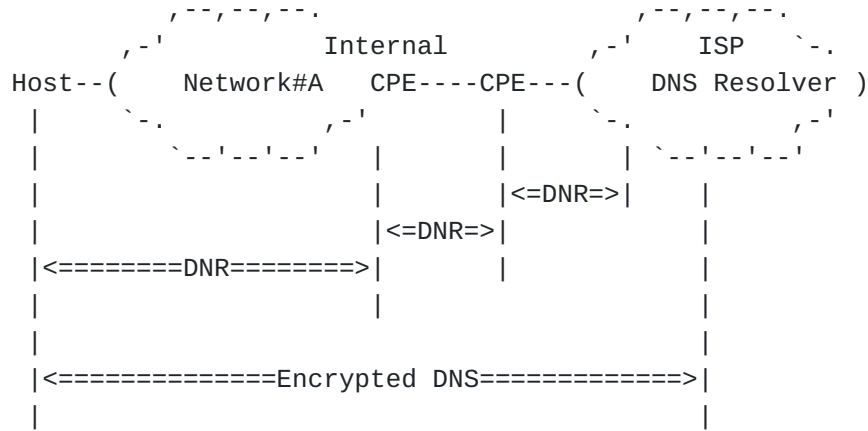 ,--,--,--.                         ,--,--,--.
,-'          Internal         ,-'      ISP   `-.
Host--(    Network#A   CPE----CPE---(    DNS Resolver )
|     `-.          ,-'        |     `-.          ,-'
|        `--'--'--'   |       |       | `--'--'--'
|                     |       |<=DNR=>|    |
|                     |<=DNR=>|            |
|<========DNR========>|       |            |
|                     |                    |
|                                          |
|<==============Encrypted DNS=============>|
|                                          |